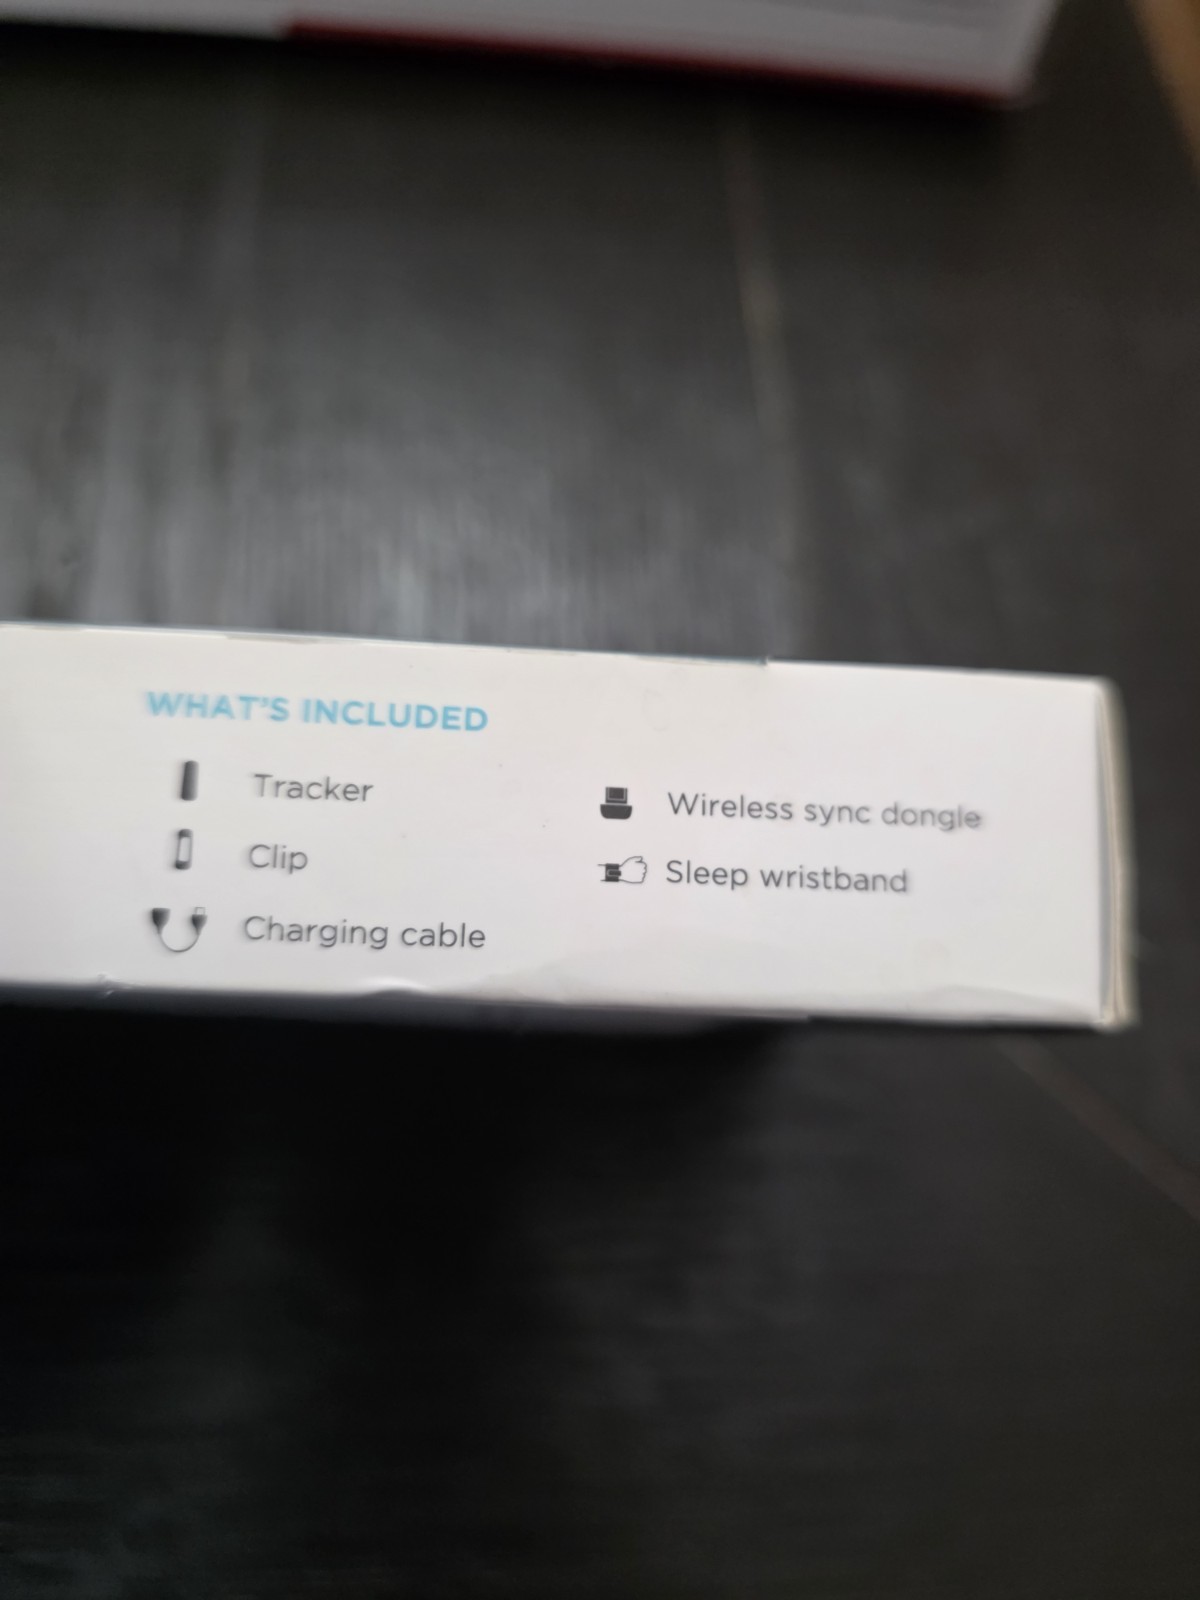 WHAT'S INCLUDED
Tracker
Clip
Charging cable
Wireless sync dongle
Sleep wristband